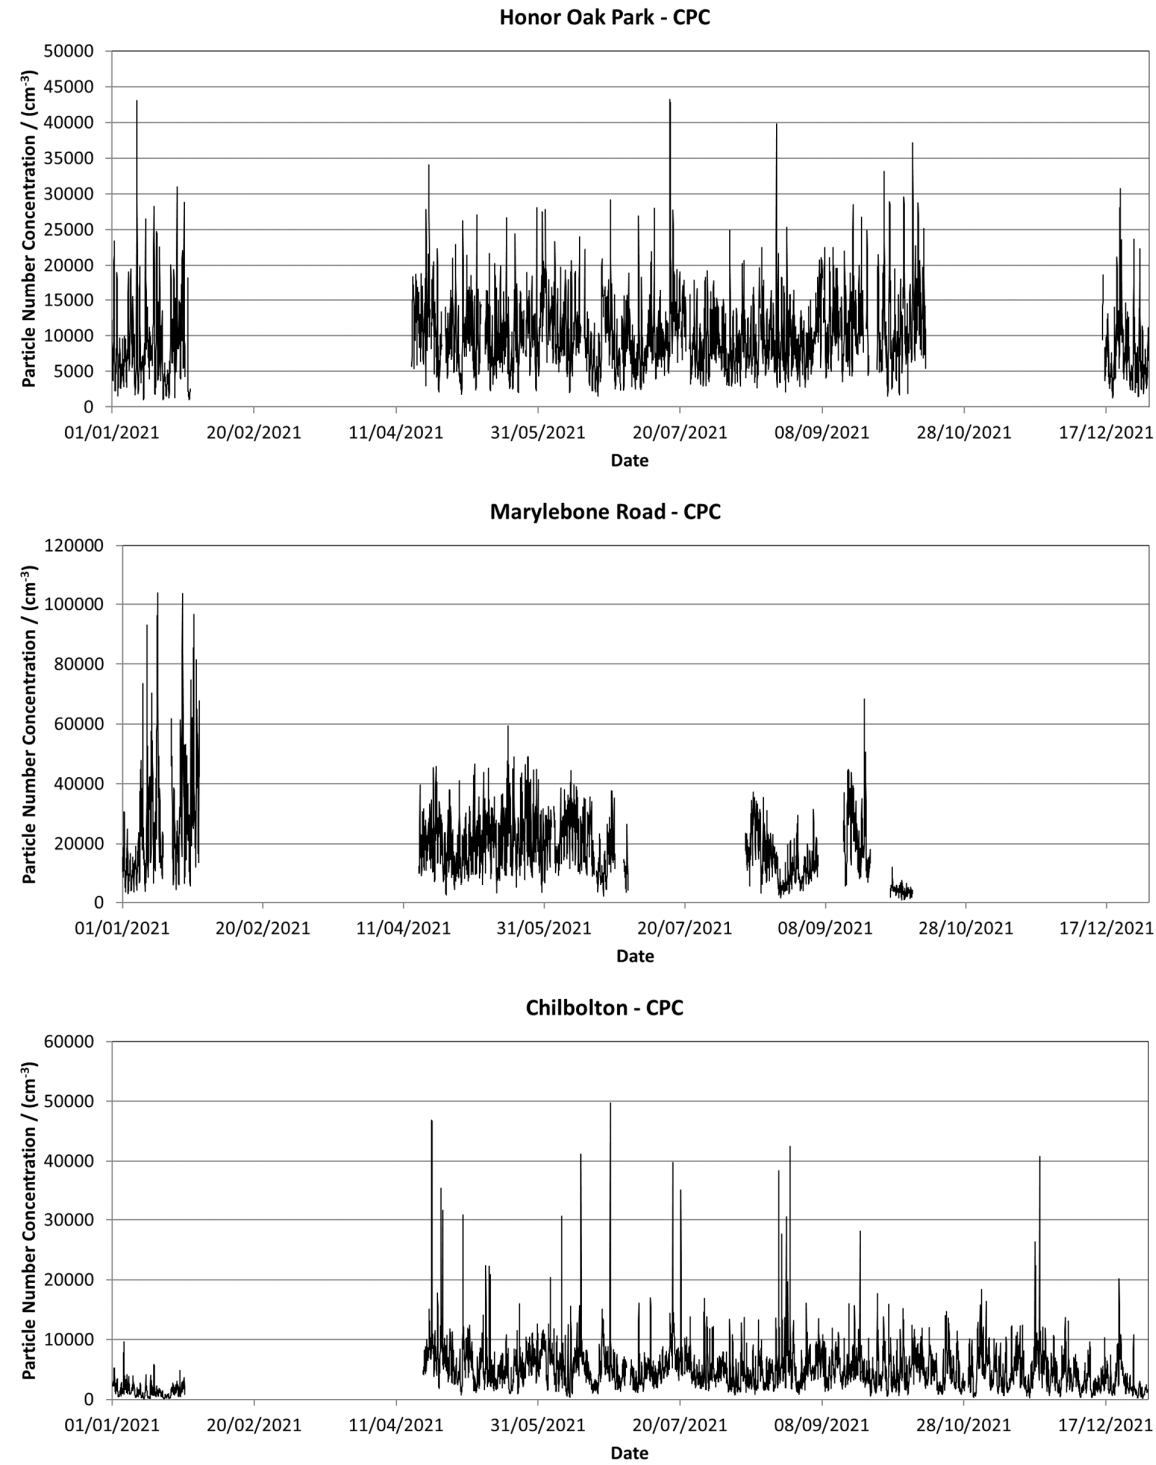 Honor Oak Park - CPC
Particle Number Concentration / (cm⁻³)
50000
45000
40000
35000
30000
25000
20000
15000
10000
5000
0
01/01/2021 20/02/2021 11/04/2021 31/05/2021 20/07/2021 08/09/2021 28/10/2021 17/12/2021
Date
Marylebone Road - CPC
Particle Number Concentration / (cm⁻³)
120000
100000
80000
60000
40000
20000
0
01/01/2021 20/02/2021 11/04/2021 31/05/2021 20/07/2021 08/09/2021 28/10/2021 17/12/2021
Date
Chilbolton - CPC
Particle Number Concentration / (cm⁻³)
60000
50000
40000
30000
20000
10000
0
01/01/2021 20/02/2021 11/04/2021 31/05/2021 20/07/2021 08/09/2021 28/10/2021 17/12/2021
Date